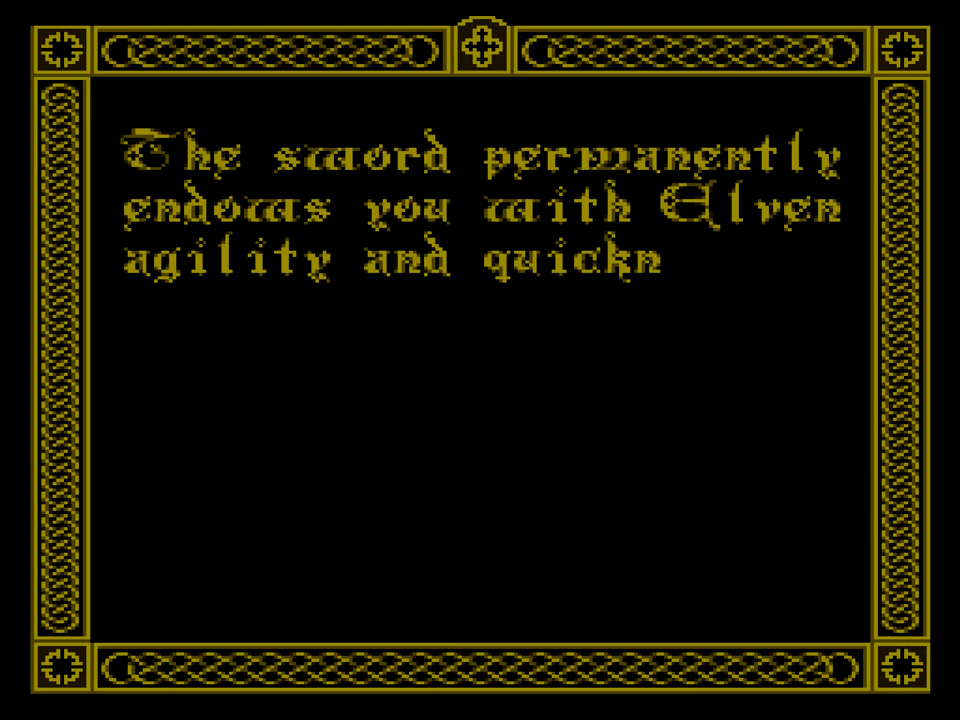 The sword permanently
endows you with Elven
agility and quickn